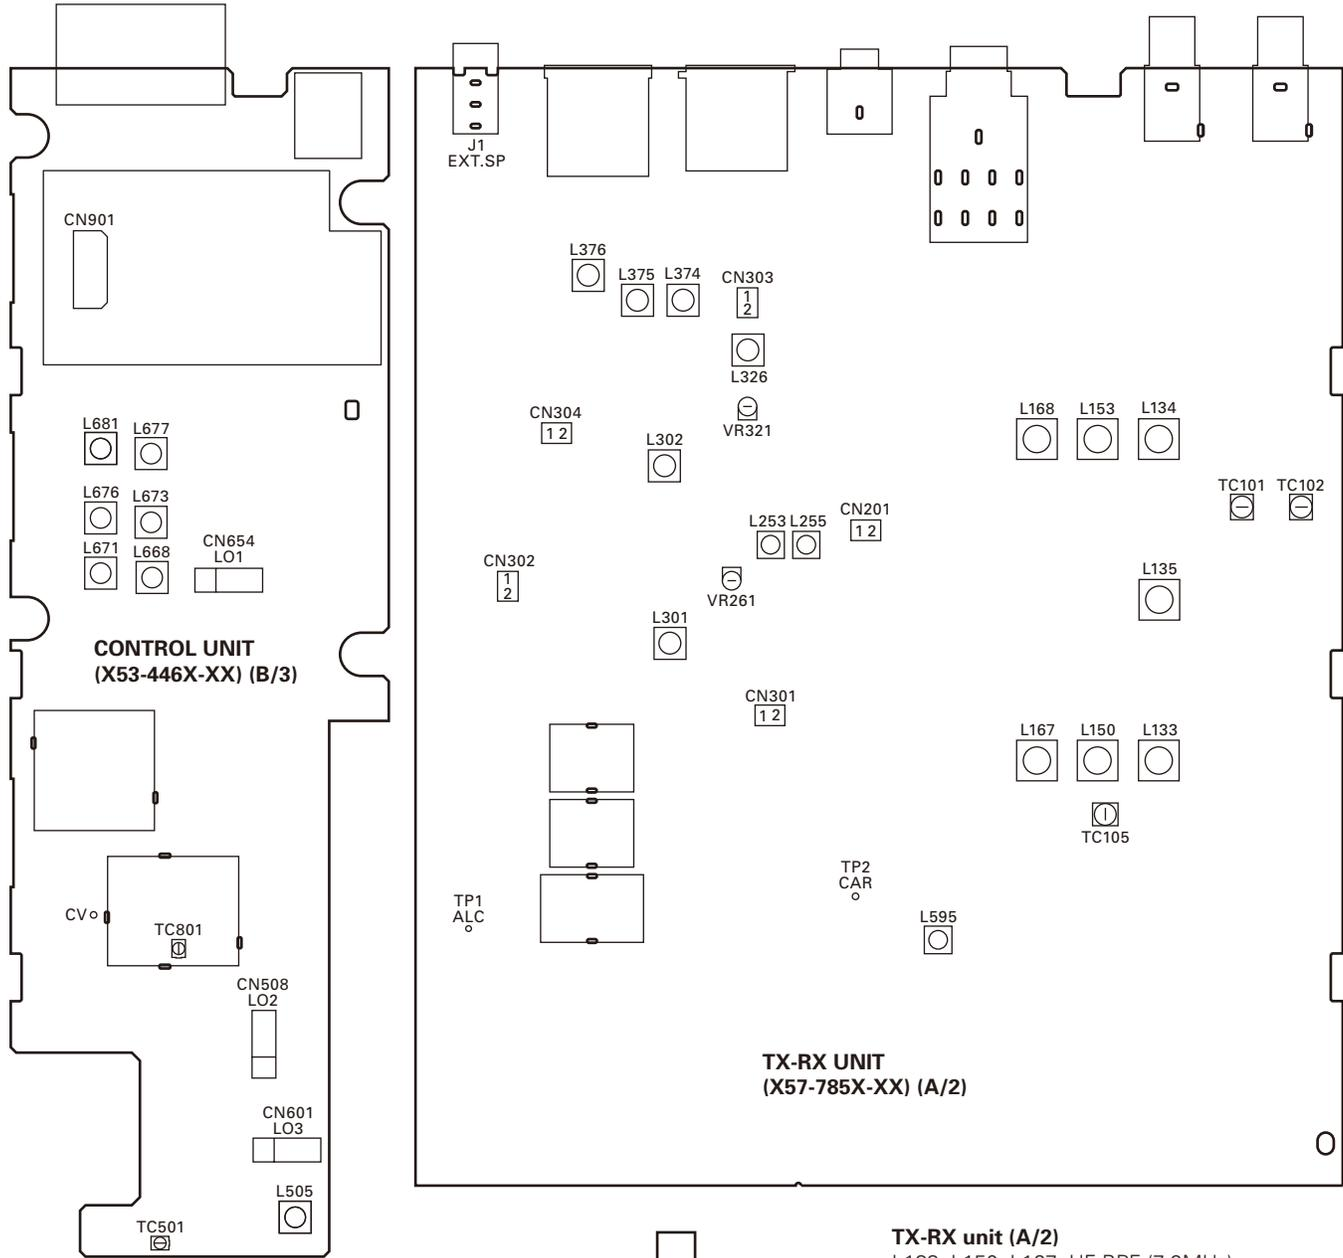 J1
EXT.SP
CN901
L376
L375
L374
CN303
1
2
L326
VR321
CN304
1 2
L302
L168
L153
L134
TC101
TC102
L681
L677
L676
L673
L671
L668
CN654
LO1
CN302
1
2
L253
L255
CN201
1 2
VR261
L135
L301
CONTROL UNIT
(X53-446X-XX) (B/3)
CN301
1 2
L167
L150
L133
TC105
CV
TC801
TP1
ALC
TP2
CAR
L595
CN508
LO2
TX-RX UNIT
(X57-785X-XX) (A/2)
CN601
LO3
L505
TC501
TX-RX unit (A/2)